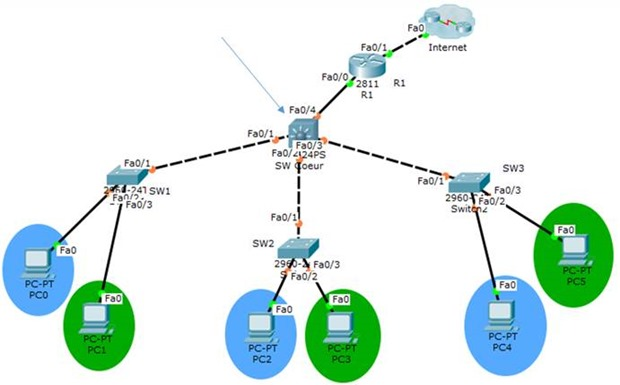 Fa0
Internet
Fa0/1
Fa0/0
2811
R1
R1
Fa0/4
Fa0/1
Fa0/3
24PS
SW Coeur
Fa0/1
SW1
Fa0/3
Fa0
PC-PT
PC0
Fa0
PC-PT
PC1
Fa0/1
SW2
Fa0/3
Fa0/2
Fa0
PC-PT
PC2
Fa0
PC-PT
PC3
SW3
Fa0/1
Fa0/3
Fa0/2
Switch2
Fa0
PC-PT
PC4
Fa0
PC-PT
PC5